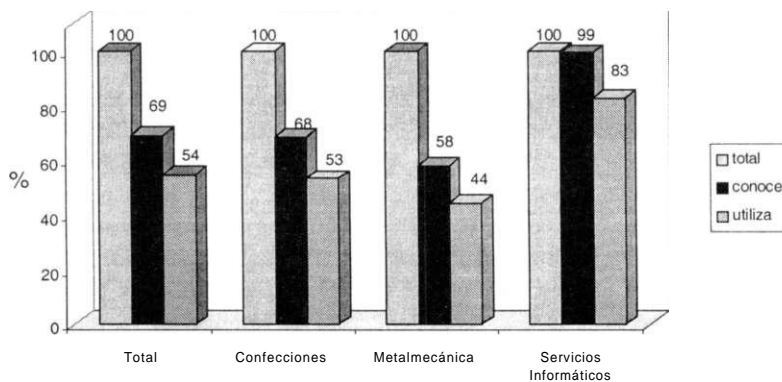 100
69
54
100
68
53
100
58
44
100
99
83
100
80
60
40
20
0
%
Total
Confecciones
Metalmecánica
Servicios
Informáticos
total
conoce
utiliza